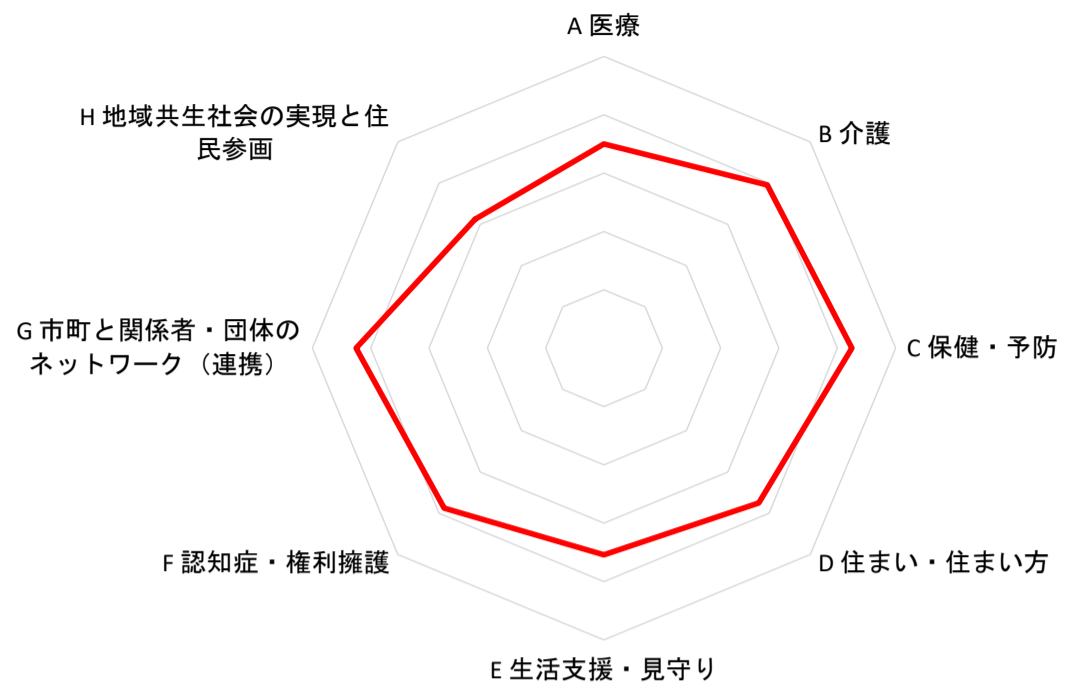 A 医療
B 介護
C 保健・予防
D 住まい・住まい方
E 生活支援・見守り
F 認知症・権利擁護
G 市町と関係者・団体の
ネットワーク（連携）
H 地域共生社会の実現と住
民参画